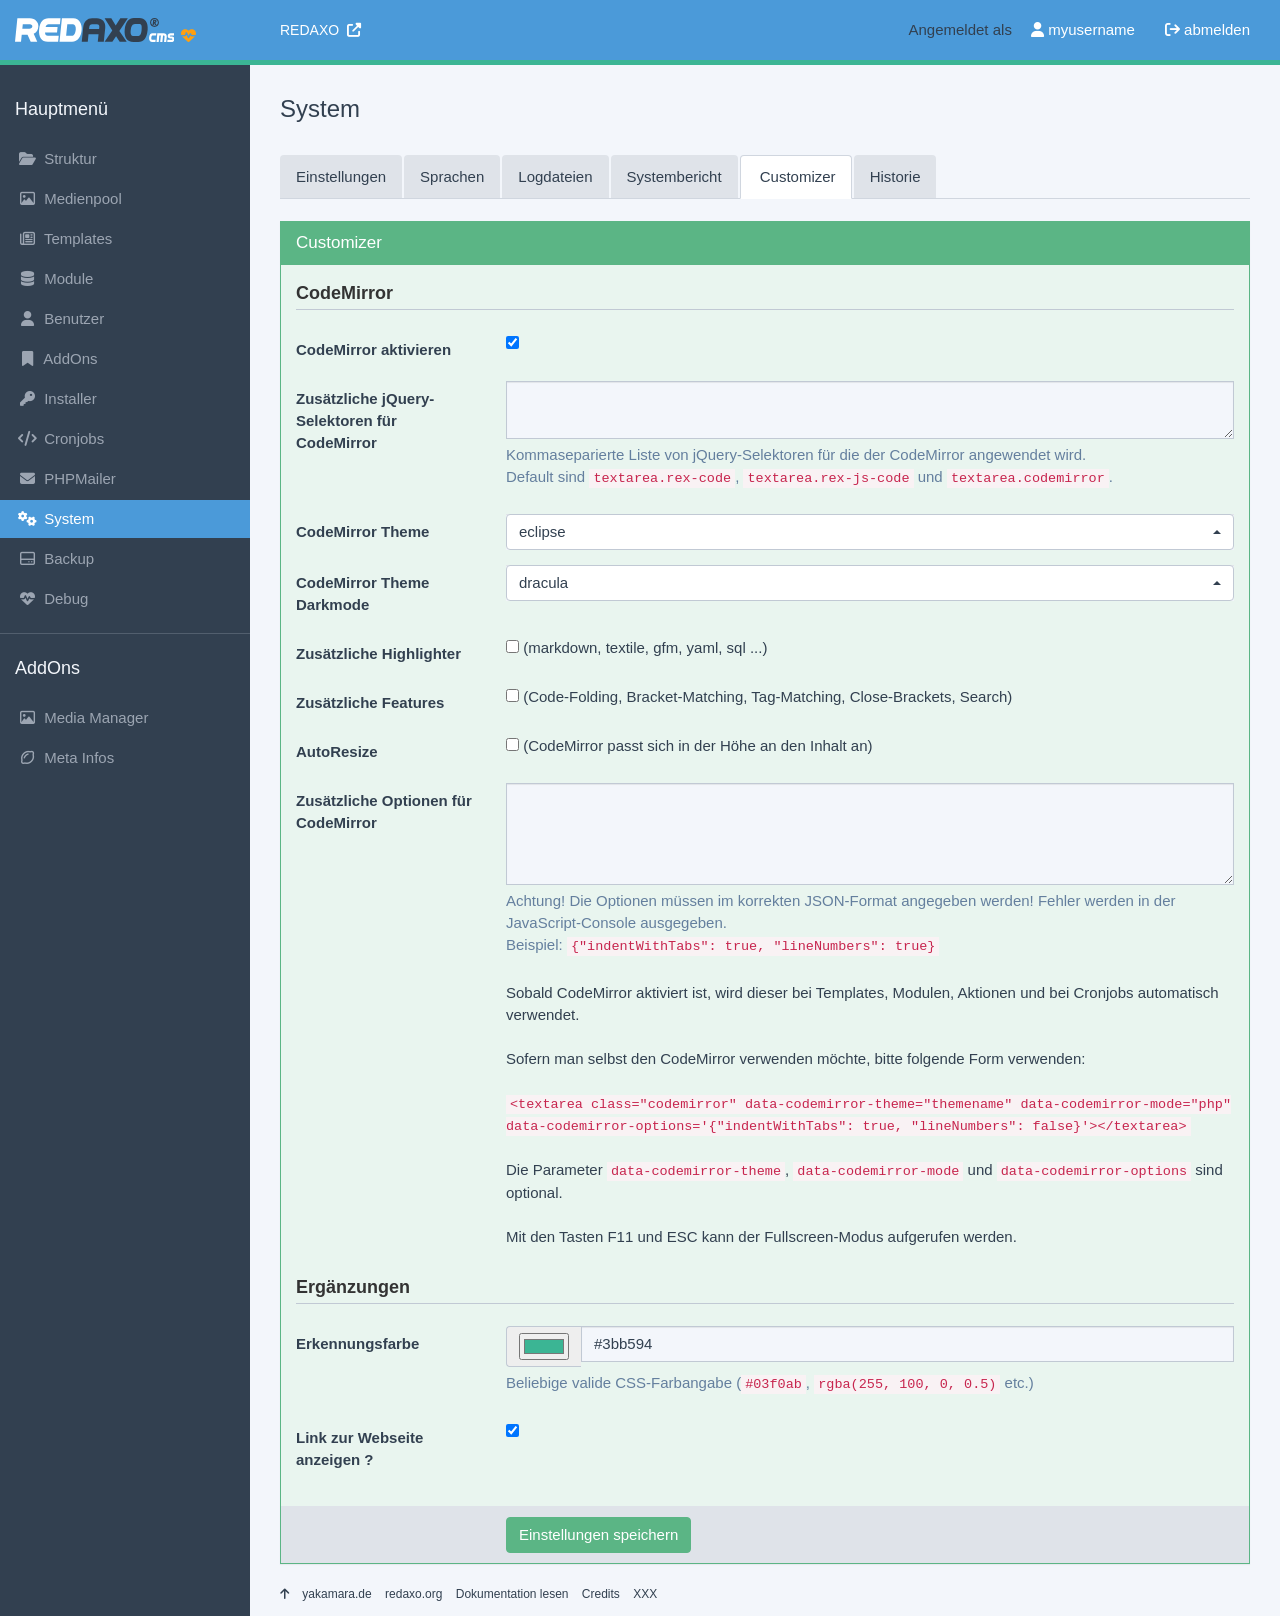 REDAXO® cms
REDAXO
Angemeldet als myusername abmelden
Hauptmenü
Struktur
Medienpool
Templates
Module
Benutzer
AddOns
Installer
Cronjobs
PHPMailer
System
Backup
Debug
AddOns
Media Manager
Meta Infos
System
Einstellungen Sprachen Logdateien Systembericht Customizer Historie
Customizer
CodeMirror
CodeMirror aktivieren
Zusätzliche jQuery-
Selektoren für
CodeMirror
Kommaseparierte Liste von jQuery-Selektoren für die der CodeMirror angewendet wird.
Default sind textarea.rex-code, textarea.rex-js-code und textarea.codemirror.
CodeMirror Theme
eclipse
CodeMirror Theme
Darkmode
dracula
Zusätzliche Highlighter
(markdown, textile, gfm, yaml, sql ...)
Zusätzliche Features
(Code-Folding, Bracket-Matching, Tag-Matching, Close-Brackets, Search)
AutoResize
(CodeMirror passt sich in der Höhe an den Inhalt an)
Zusätzliche Optionen für
CodeMirror
Achtung! Die Optionen müssen im korrekten JSON-Format angegeben werden! Fehler werden in der
JavaScript-Console ausgegeben.
Beispiel: {"indentWithTabs": true, "lineNumbers": true}
Sobald CodeMirror aktiviert ist, wird dieser bei Templates, Modulen, Aktionen und bei Cronjobs automatisch
verwendet.
Sofern man selbst den CodeMirror verwenden möchte, bitte folgende Form verwenden:
<textarea class="codemirror" data-codemirror-theme="themename" data-codemirror-mode="php"
data-codemirror-options='{"indentWithTabs": true, "lineNumbers": false}'></textarea>
Die Parameter data-codemirror-theme, data-codemirror-mode und data-codemirror-options sind
optional.
Mit den Tasten F11 und ESC kann der Fullscreen-Modus aufgerufen werden.
Ergänzungen
Erkennungsfarbe
#3bb594
Beliebige valide CSS-Farbangabe (#03f0ab, rgba(255, 100, 0, 0.5) etc.)
Link zur Webseite
anzeigen ?
Einstellungen speichern
yakamara.de redaxo.org Dokumentation lesen Credits XXX